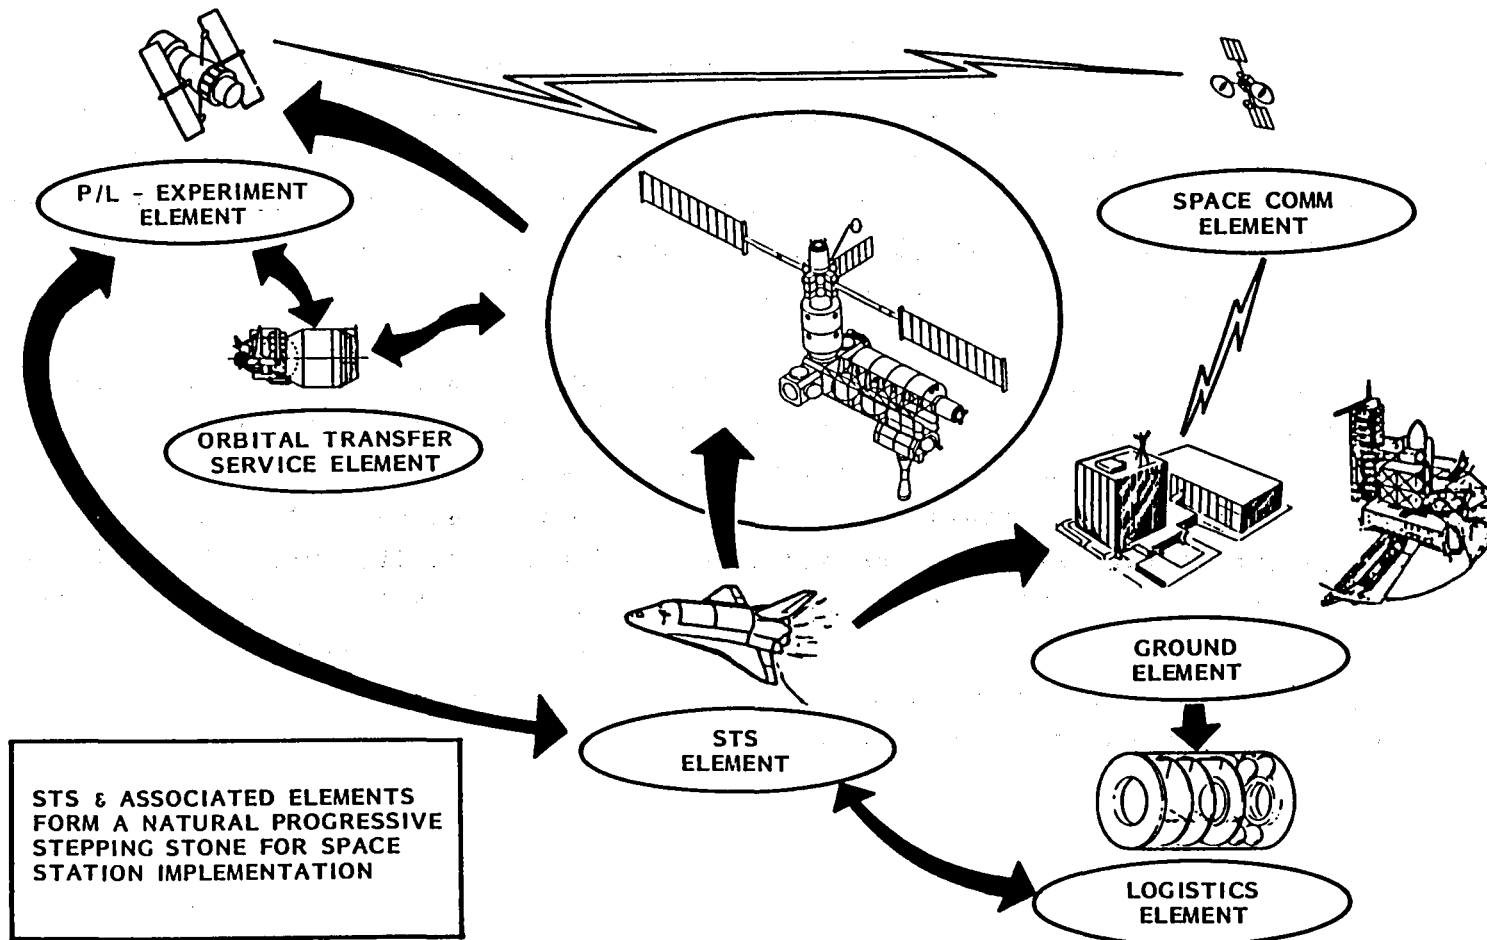 P/L - EXPERIMENT
ELEMENT
SPACE COMM
ELEMENT
ORBITAL TRANSFER
SERVICE ELEMENT
GROUND
ELEMENT
STS
ELEMENT
STS & ASSOCIATED ELEMENTS
FORM A NATURAL PROGRESSIVE
STEPPING STONE FOR SPACE
STATION IMPLEMENTATION
LOGISTICS
ELEMENT